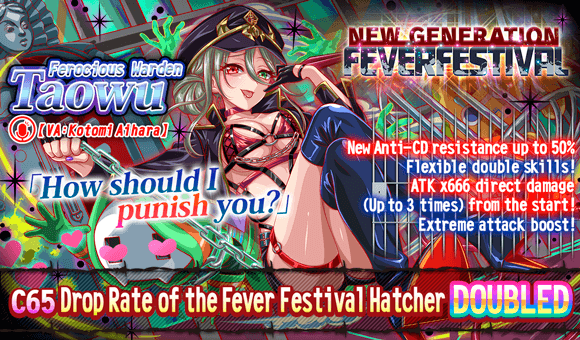 NEW GENERATION
FEVERFESTIVAL
Ferocious Warden
Taowu
【VA:Kotomi Aihara】
「How should I
punish you?」
New Anti-CD resistance up to 50%
Flexible double skills!
ATK x666 direct damage
(Up to 3 times) from the start!
Extreme attack boost!
C65 Drop Rate of the Fever Festival Hatcher DOUBLED